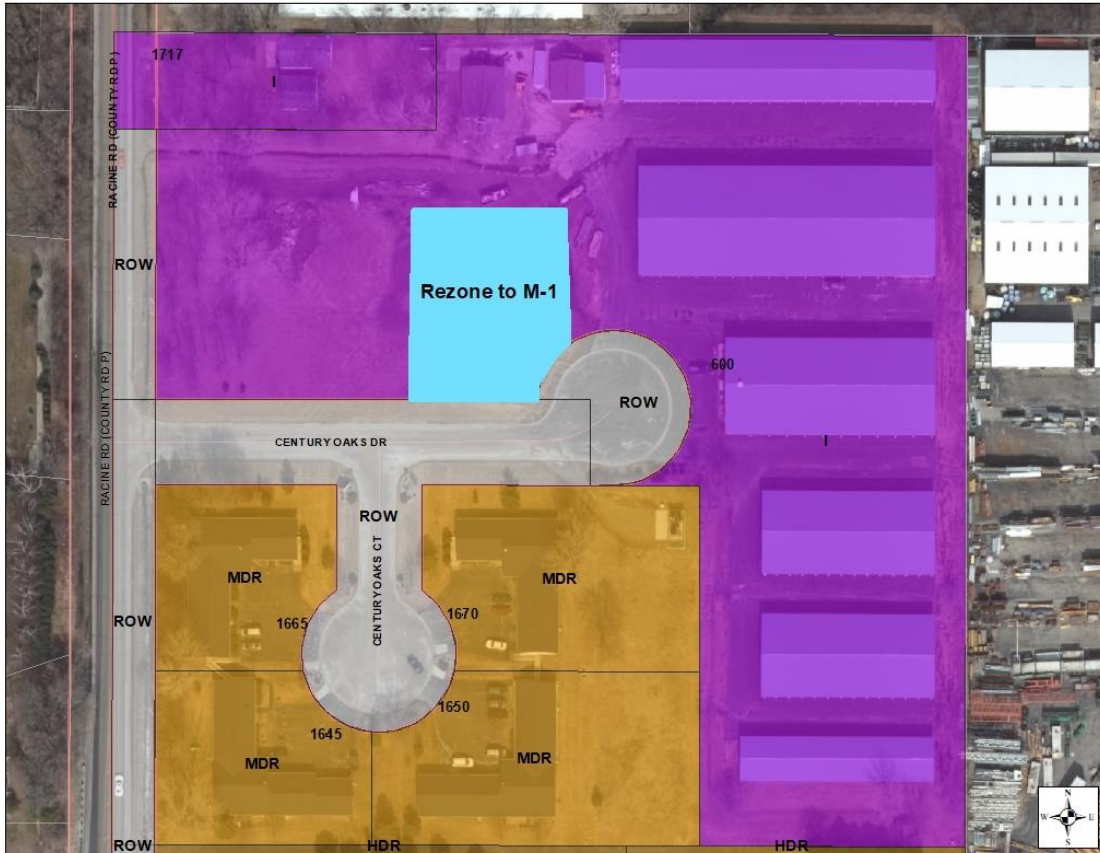 1717
I
RACINE RD (COUNTY RD P)
ROW
Rezone to M-1
RACINE RD (COUNTY RD P)
600
ROW
CENTURY OAKS DR
I
ROW
MDR
MDR
CENTURY OAKS CT
1665
1670
ROW
1650
1645
MDR
MDR
ROW
HDR
HDR
N
W E
S